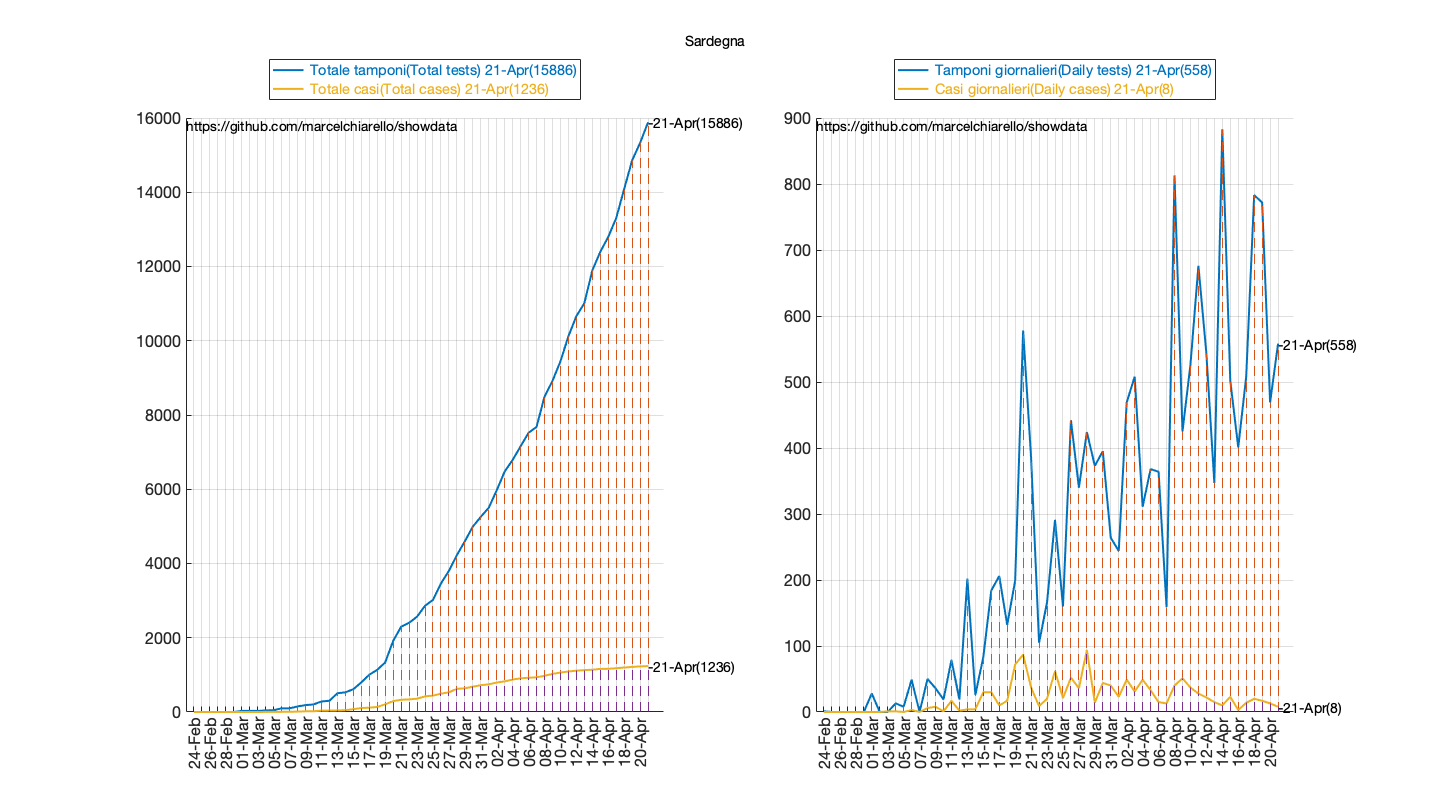 Sardegna
Totale tamponi(Total tests) 21-Apr(15886)
Totale casi(Total cases) 21-Apr(1236)
https://github.com/marcelchiarello/showdata
16000
14000
12000
10000
8000
6000
4000
2000
0
21-Apr(15886)
21-Apr(1236)
24-Feb
26-Feb
28-Feb
01-Mar
03-Mar
05-Mar
07-Mar
09-Mar
11-Mar
13-Mar
15-Mar
17-Mar
19-Mar
21-Mar
23-Mar
25-Mar
27-Mar
29-Mar
31-Mar
02-Apr
04-Apr
06-Apr
08-Apr
10-Apr
12-Apr
14-Apr
16-Apr
18-Apr
20-Apr
Tamponi giornalieri(Daily tests) 21-Apr(558)
Casi giornalieri(Daily cases) 21-Apr(8)
https://github.com/marcelchiarello/showdata
900
800
700
600
500
400
300
200
100
0
21-Apr(558)
21-Apr(8)
24-Feb
26-Feb
28-Feb
01-Mar
03-Mar
05-Mar
07-Mar
09-Mar
11-Mar
13-Mar
15-Mar
17-Mar
19-Mar
21-Mar
23-Mar
25-Mar
27-Mar
29-Mar
31-Mar
02-Apr
04-Apr
06-Apr
08-Apr
10-Apr
12-Apr
14-Apr
16-Apr
18-Apr
20-Apr